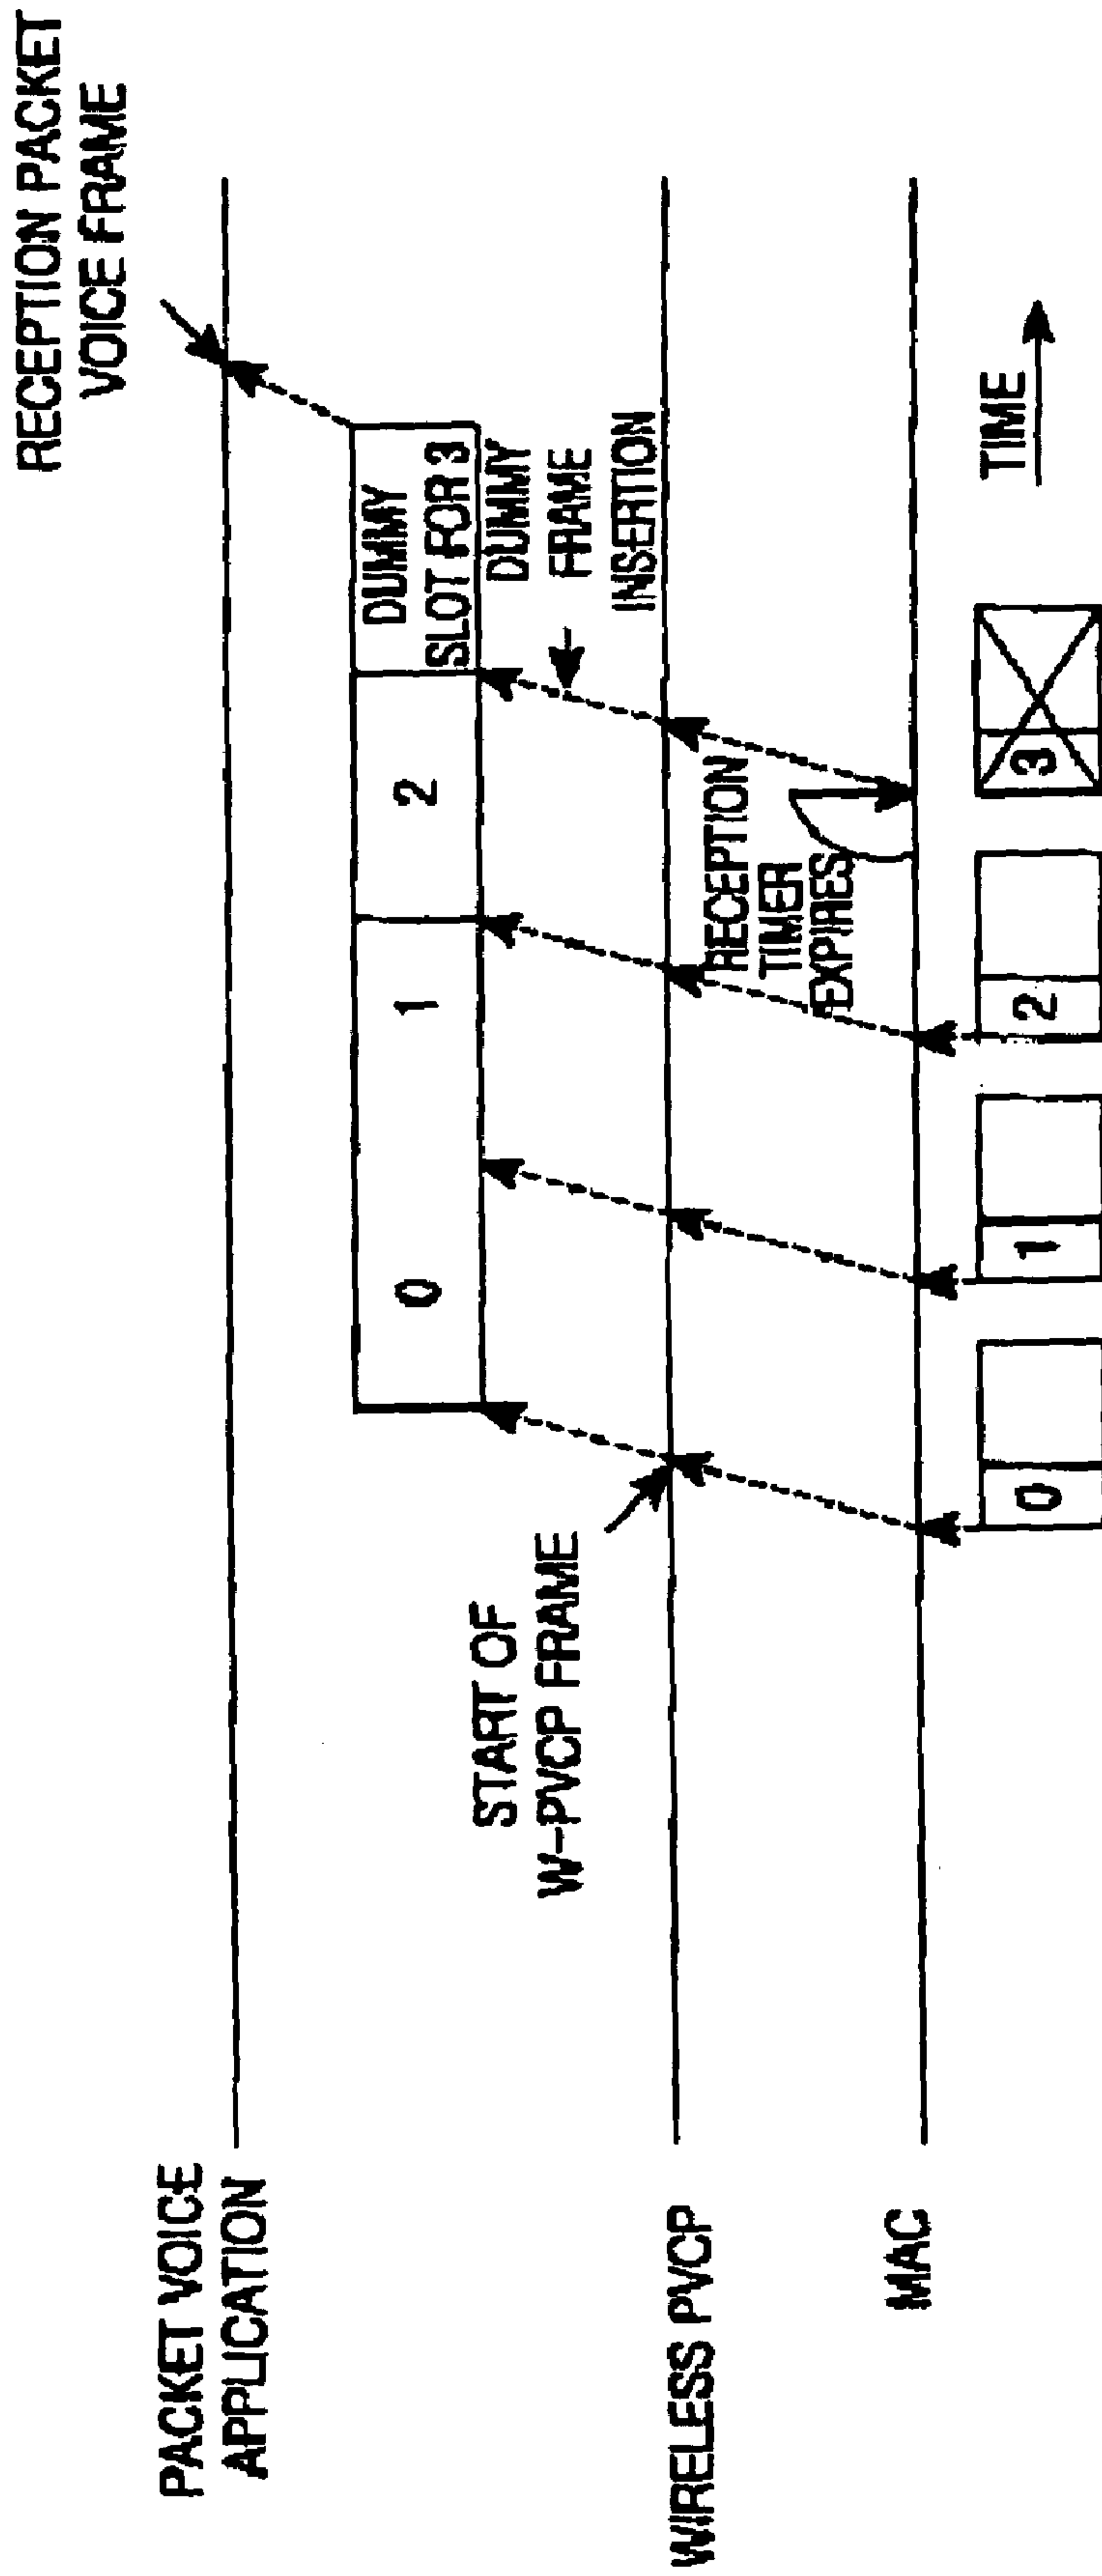 RECEPTION PACKET
VOICE FRAME
PACKET VOICE
APPLICATION
0
1
2
DUMMY
SLOT FOR 3
DUMMY
FRAME
INSERTION
START OF
W-PVCP FRAME
WIRELESS PVCP
RECEPTION
TIMER
EXPIRES
MAC
TIME
0
1
2
3